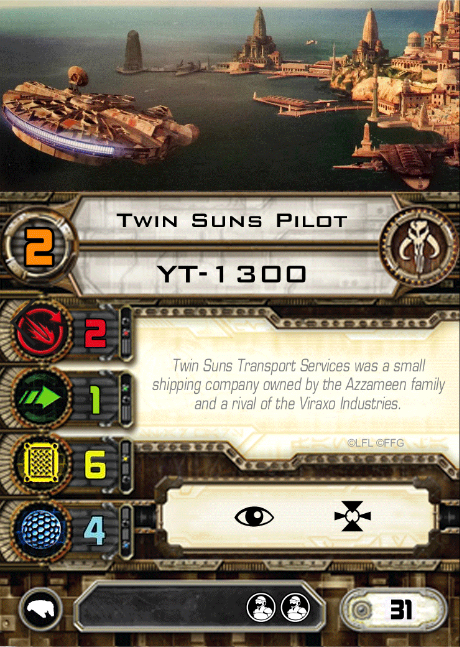 Twin Suns Pilot
2
YT-1300
2
Twin Suns Transport Services was a small
shipping company owned by the Azzameen family
and a rival of the Viraxo Industries.
1
©LFL ©FFG
6
4
31